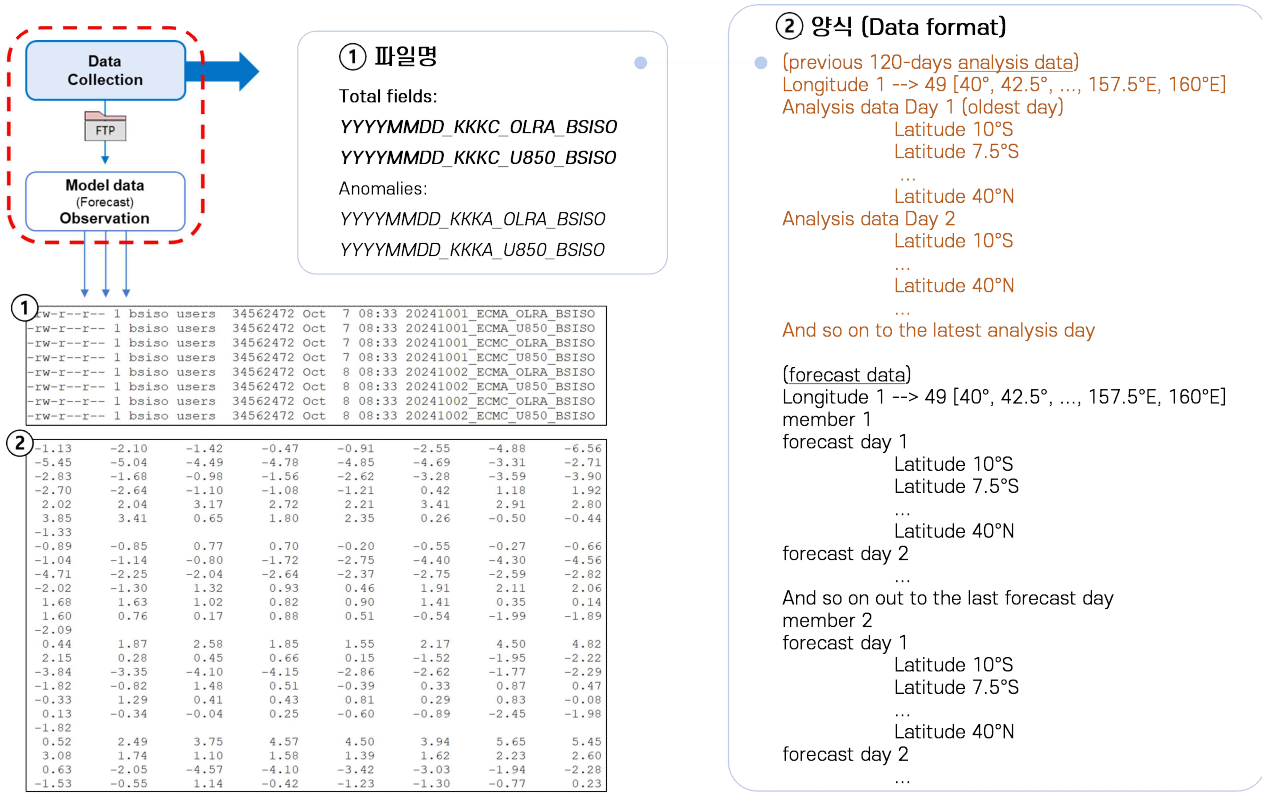 Data
Collection
FTP
Model data
(Forecast)
Observation
① 파일명
Total fields:
YYYYMMDD_KKKC_OLRA_BSISO
YYYYMMDD_KKKC_U850_BSISO
Anomalies:
YYYYMMDD_KKKA_OLRA_BSISO
YYYYMMDD_KKKA_U850_BSISO
①
-rw-r--r-- 1 bsiso users 34562472 Oct 7 08:33 20241001_ECMA_OLRA_BSISO
-rw-r--r-- 1 bsiso users 34562472 Oct 7 08:33 20241001_ECMA_U850_BSISO
-rw-r--r-- 1 bsiso users 34562472 Oct 7 08:33 20241001_ECMC_OLRA_BSISO
-rw-r--r-- 1 bsiso users 34562472 Oct 7 08:33 20241001_ECMC_U850_BSISO
-rw-r--r-- 1 bsiso users 34562472 Oct 8 08:33 20241002_ECMA_OLRA_BSISO
-rw-r--r-- 1 bsiso users 34562472 Oct 8 08:33 20241002_ECMA_U850_BSISO
-rw-r--r-- 1 bsiso users 34562472 Oct 8 08:33 20241002_ECMC_OLRA_BSISO
-rw-r--r-- 1 bsiso users 34562472 Oct 8 08:33 20241002_ECMC_U850_BSISO
②
-1.13 -2.10 -1.42 -0.47 -0.91 -2.55 -4.88 -6.56
-5.45 -5.04 -4.49 -4.78 -4.85 -4.69 -3.31 -2.71
-2.83 -1.68 -0.98 -1.56 -2.62 -3.28 -3.59 -3.90
-2.70 -2.64 -1.10 -1.08 -1.21 0.42 1.18 1.92
2.02 2.04 3.17 2.72 2.21 3.41 2.91 2.80
3.85 3.41 0.65 1.80 2.35 0.26 -0.50 -0.44
-1.33
-0.89 -0.85 0.77 0.70 -0.20 -0.55 -0.27 -0.66
-1.04 -1.14 -0.80 -1.72 -2.75 -4.40 -4.30 -4.56
-4.71 -2.25 -2.04 -2.64 -2.37 -2.75 -2.59 -2.82
-2.02 -1.30 1.32 0.93 0.46 1.91 2.11 2.06
1.68 1.63 1.02 0.82 0.90 1.41 0.35 0.14
1.60 0.76 0.17 0.88 0.51 -0.54 -1.99 -1.89
-2.09
0.44 1.87 2.58 1.85 1.55 2.17 4.50 4.82
2.15 0.28 0.45 0.66 0.15 -1.52 -1.95 -2.22
-3.84 -3.35 -4.10 -4.15 -2.86 -2.62 -1.77 -2.29
-1.82 -0.82 1.48 0.51 -0.39 0.33 0.87 0.47
-0.33 1.29 0.41 0.43 0.81 0.29 0.83 -0.08
0.13 -0.34 -0.04 0.25 -0.60 -0.89 -2.45 -1.98
-1.82
0.52 2.49 3.75 4.57 4.50 3.94 5.65 5.45
3.08 1.74 1.10 1.58 1.39 1.62 2.23 2.60
0.63 -2.05 -4.57 -4.10 -3.42 -3.03 -1.94 -2.28
-1.53 -0.55 1.14 -0.42 -1.23 -1.30 -0.77 0.23
② 양식 (Data format)
(previous 120-days analysis data)
Longitude 1 --> 49 [40°, 42.5°, ..., 157.5°E, 160°E]
Analysis data Day 1 (oldest day)
Latitude 10°S
Latitude 7.5°S
...
Latitude 40°N
Analysis data Day 2
Latitude 10°S
...
Latitude 40°N
...
And so on to the latest analysis day
(forecast data)
Longitude 1 --> 49 [40°, 42.5°, ..., 157.5°E, 160°E]
member 1
forecast day 1
Latitude 10°S
Latitude 7.5°S
...
Latitude 40°N
forecast day 2
...
And so on out to the last forecast day
member 2
forecast day 1
Latitude 10°S
Latitude 7.5°S
...
Latitude 40°N
forecast day 2
...